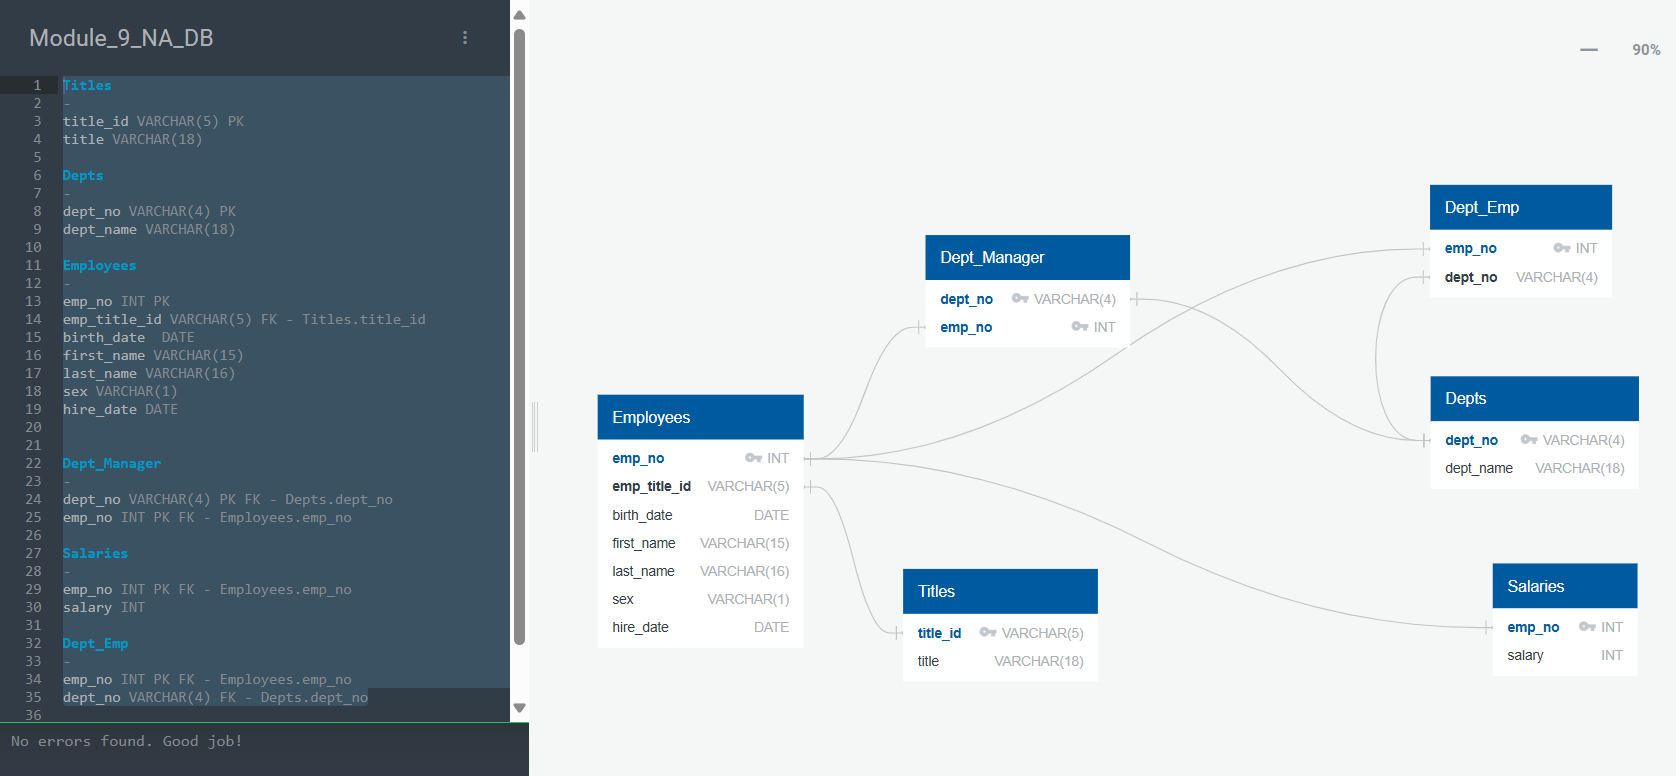 Module_9_NA_DB
1 Titles
2 -
3 title_id VARCHAR(5) PK
4 title VARCHAR(18)
5
6 Depts
7 -
8 dept_no VARCHAR(4) PK
9 dept_name VARCHAR(18)
10
11 Employees
12 -
13 emp_no INT PK
14 emp_title_id VARCHAR(5) FK - Titles.title_id
15 birth_date  DATE
16 first_name VARCHAR(15)
17 last_name VARCHAR(16)
18 sex VARCHAR(1)
19 hire_date DATE
20
21
22 Dept_Manager
23 -
24 dept_no VARCHAR(4) PK FK - Depts.dept_no
25 emp_no INT PK FK - Employees.emp_no
26
27 Salaries
28 -
29 emp_no INT PK FK - Employees.emp_no
30 salary INT
31
32 Dept_Emp
33 -
34 emp_no INT PK FK - Employees.emp_no
35 dept_no VARCHAR(4) FK - Depts.dept_no
36
No errors found. Good job!
90%
Employees
emp_no INT
emp_title_id VARCHAR(5)
birth_date DATE
first_name VARCHAR(15)
last_name VARCHAR(16)
sex VARCHAR(1)
hire_date DATE
Dept_Manager
dept_no VARCHAR(4)
emp_no INT
Titles
title_id VARCHAR(5)
title VARCHAR(18)
Dept_Emp
emp_no INT
dept_no VARCHAR(4)
Depts
dept_no VARCHAR(4)
dept_name VARCHAR(18)
Salaries
emp_no INT
salary INT